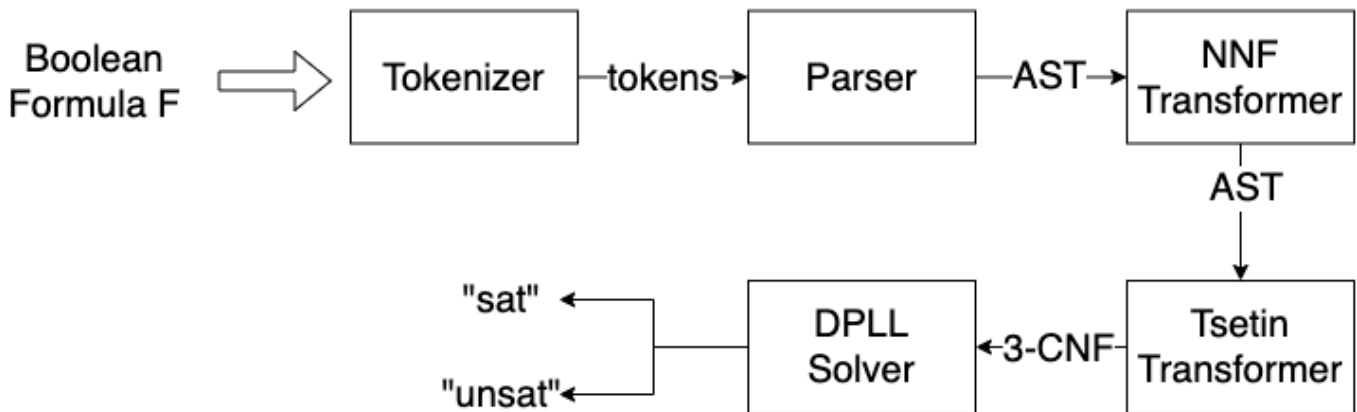 Boolean
Formula F
Tokenizer
tokens
Parser
AST
NNF
Transformer
AST
Tsetin
Transformer
3-CNF
DPLL
Solver
"sat"
"unsat"